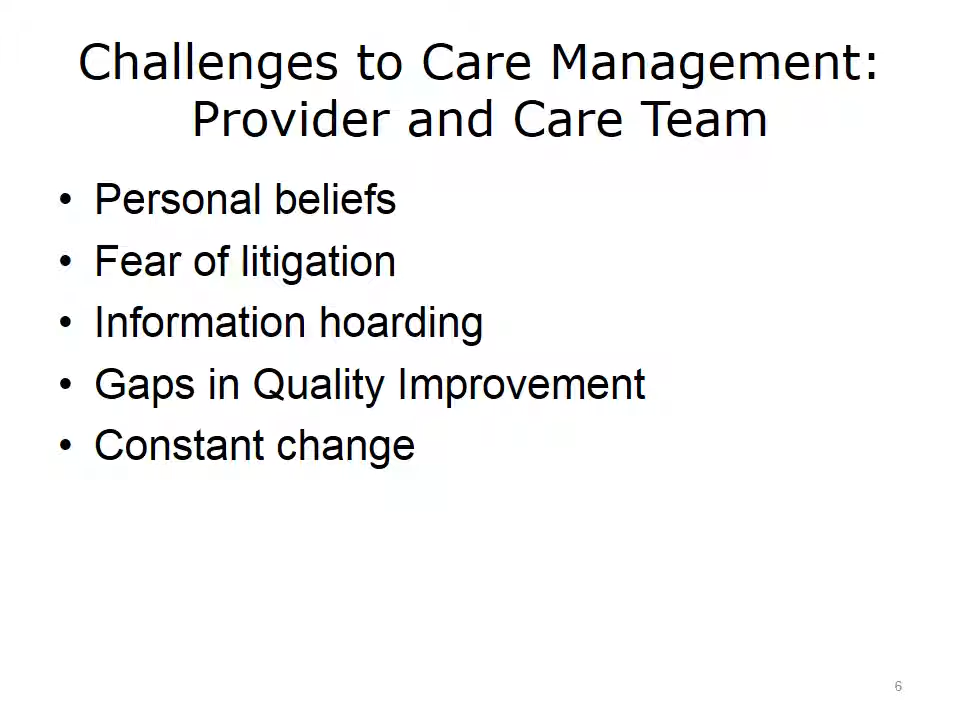 Challenges to Care Management:
Provider and Care Team
• Personal beliefs
• Fear of litigation
• Information hoarding
• Gaps in Quality Improvement
• Constant change
6